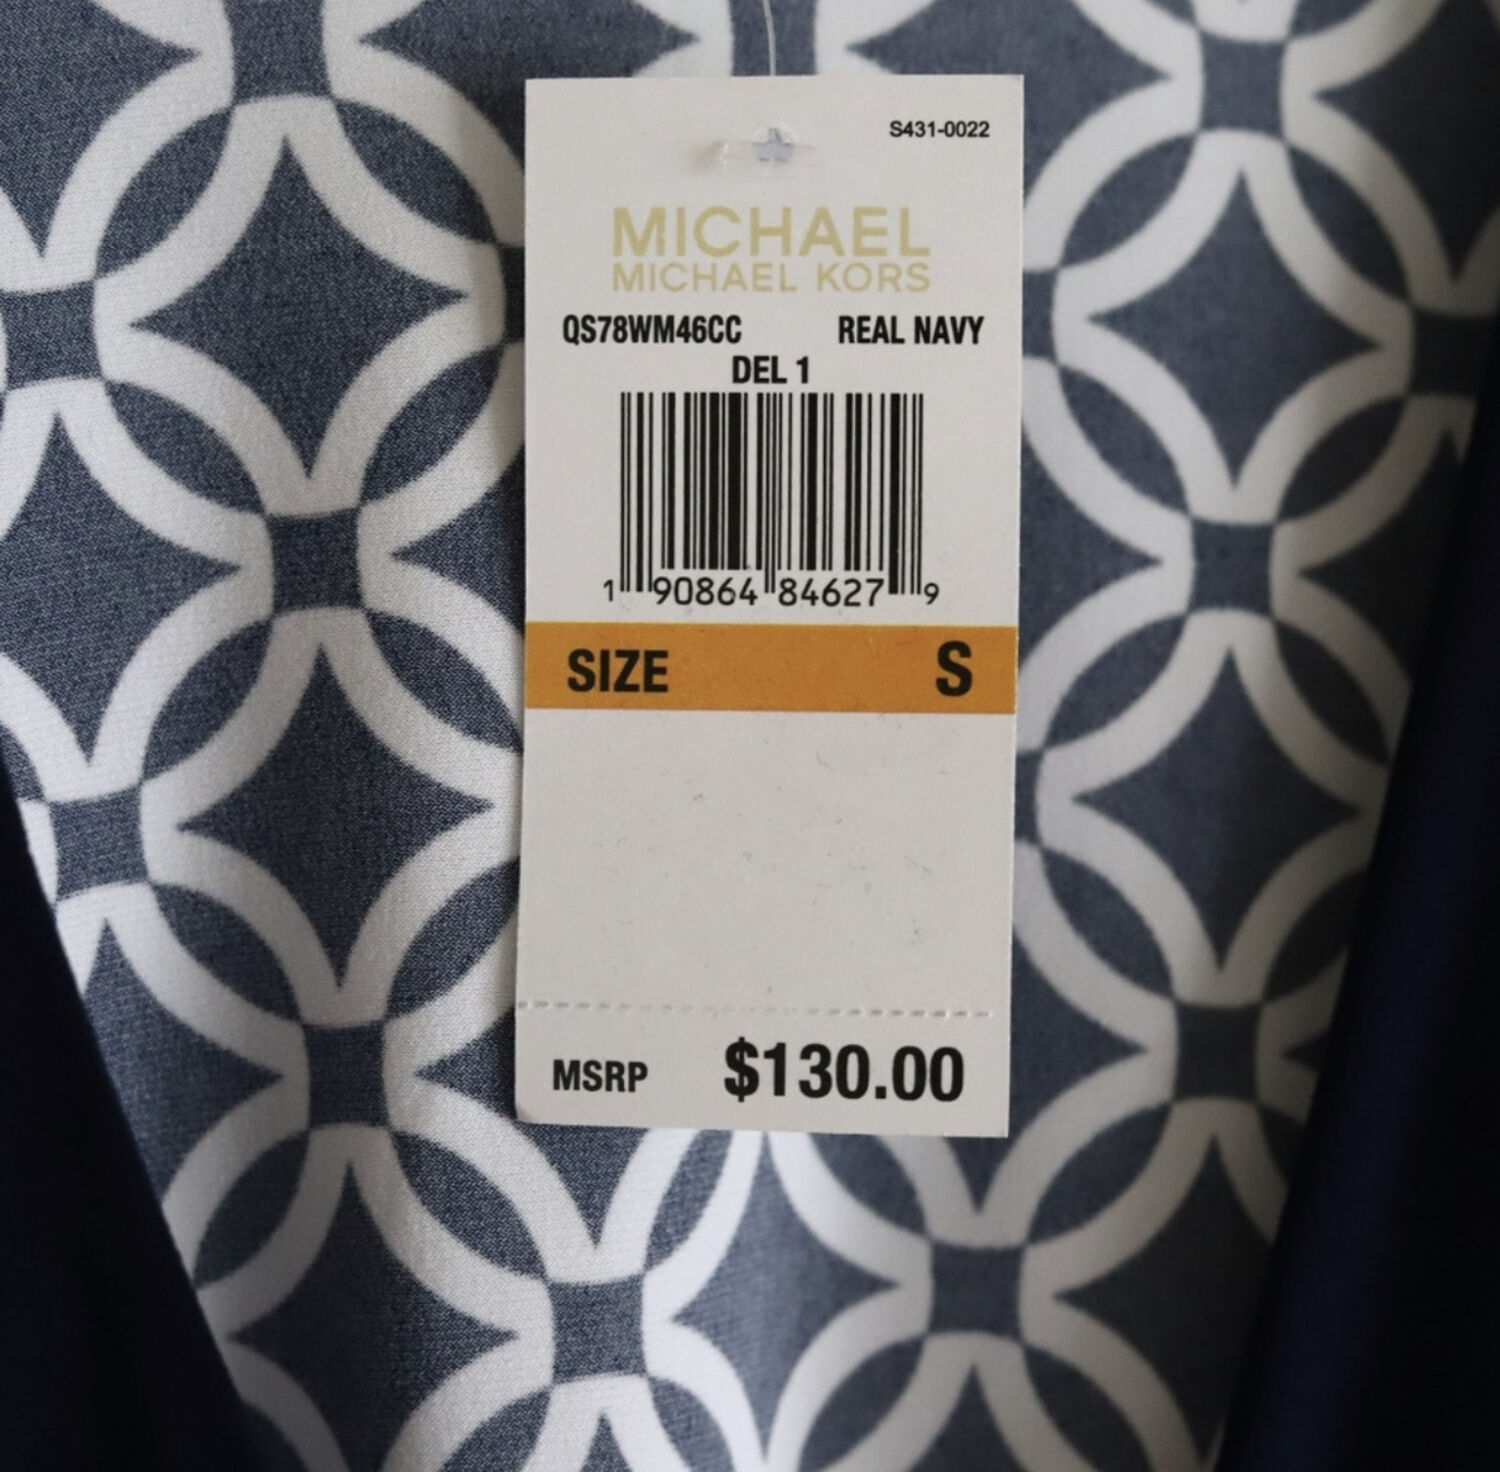 S431-0022
MICHAEL
MICHAEL KORS
QS78WM46CC REAL NAVY
DEL 1
1 90864 84627 9
SIZE S
MSRP $130.00